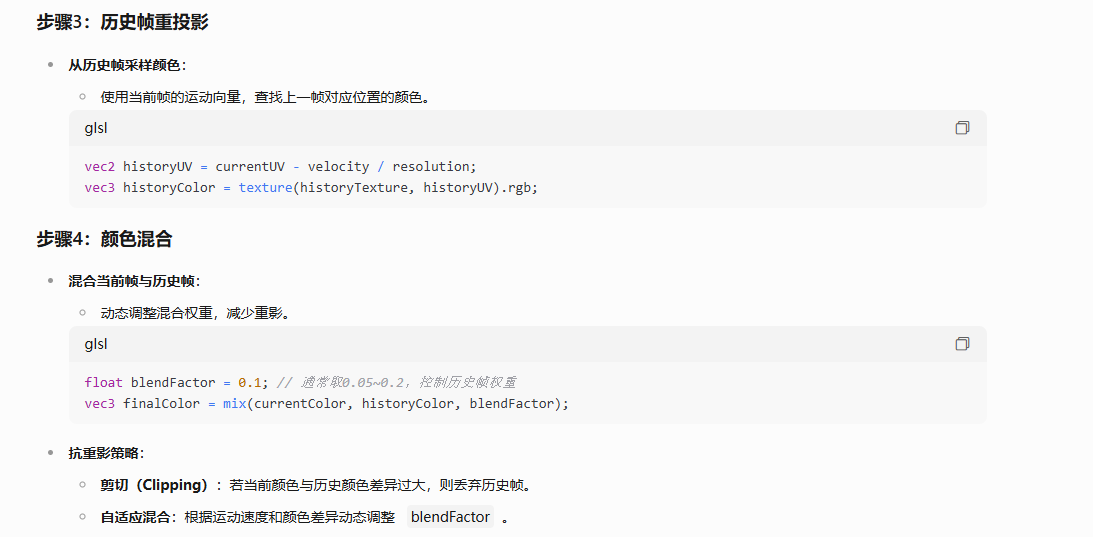 步骤3：历史帧重投影
从历史帧采样颜色：
使用当前帧的运动向量，查找上一帧对应位置的颜色。
glsl
vec2 historyUV = currentUV - velocity / resolution;
vec3 historyColor = texture(historyTexture, historyUV).rgb;
步骤4：颜色混合
混合当前帧与历史帧：
动态调整混合权重，减少重影。
glsl
float blendFactor = 0.1; // 通常取0.05~0.2，控制历史帧权重
vec3 finalColor = mix(currentColor, historyColor, blendFactor);
抗重影策略：
剪切（Clipping）：若当前颜色与历史颜色差异过大，则丢弃历史帧。
自适应混合：根据运动速度和颜色差异动态调整 blendFactor 。